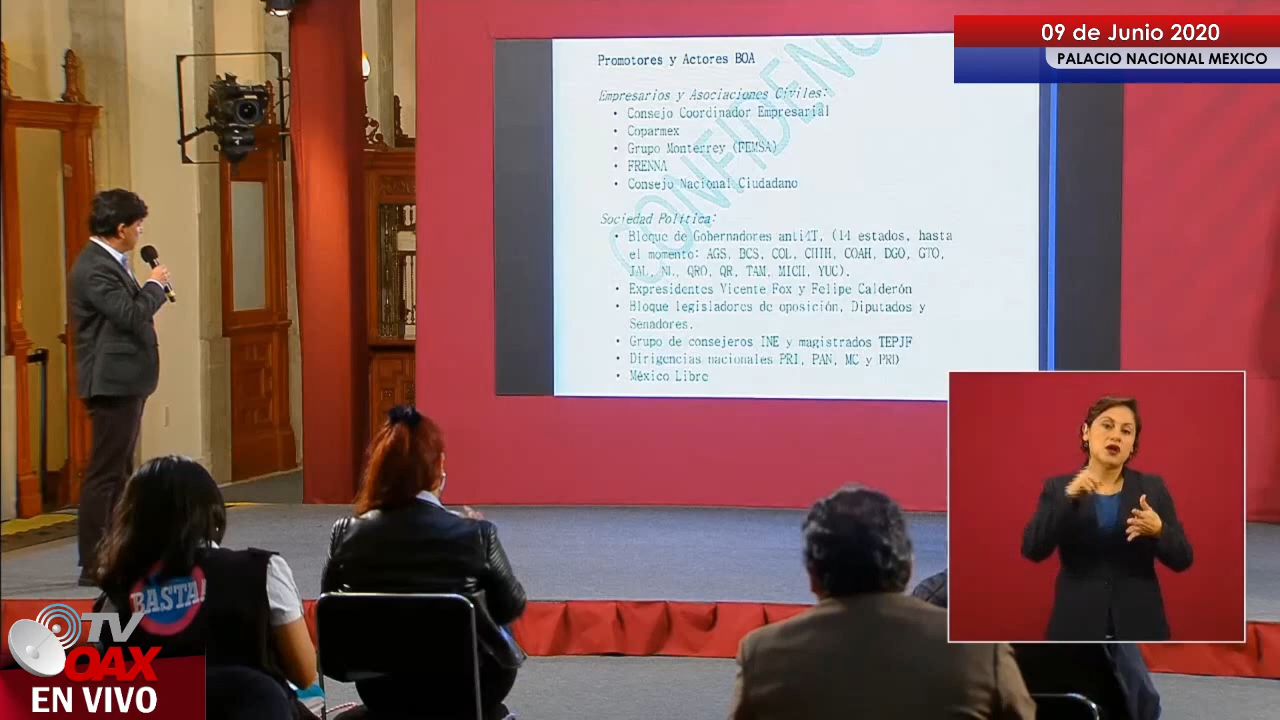 09 de Junio 2020
PALACIO NACIONAL MEXICO
Promotores y Actores BOA
Empresarios y Asociaciones Civiles:
• Consejo Coordinador Empresarial
• Coparmex
• Grupo Monterrey (FEMSA)
• FRENNA
• Consejo Nacional Ciudadano
Sociedad Política:
• Bloque de Gobernadores anti4T, (14 estados, hasta
el momento: AGS, BCS, COL, CHIH, COAH, DGO, GTO,
JAL, NL, QRO, QR, TAM, MICH, YUC).
• Expresidentes Vicente Fox y Felipe Calderón
• Bloque legisladores de oposición, Diputados y
Senadores.
• Grupo de consejeros INE y magistrados TEPJF
• Dirigencias nacionales PRI, PAN, MC y PRD
• México Libre
CONFIDENC
BASTA!
TV
OAX
EN VIVO